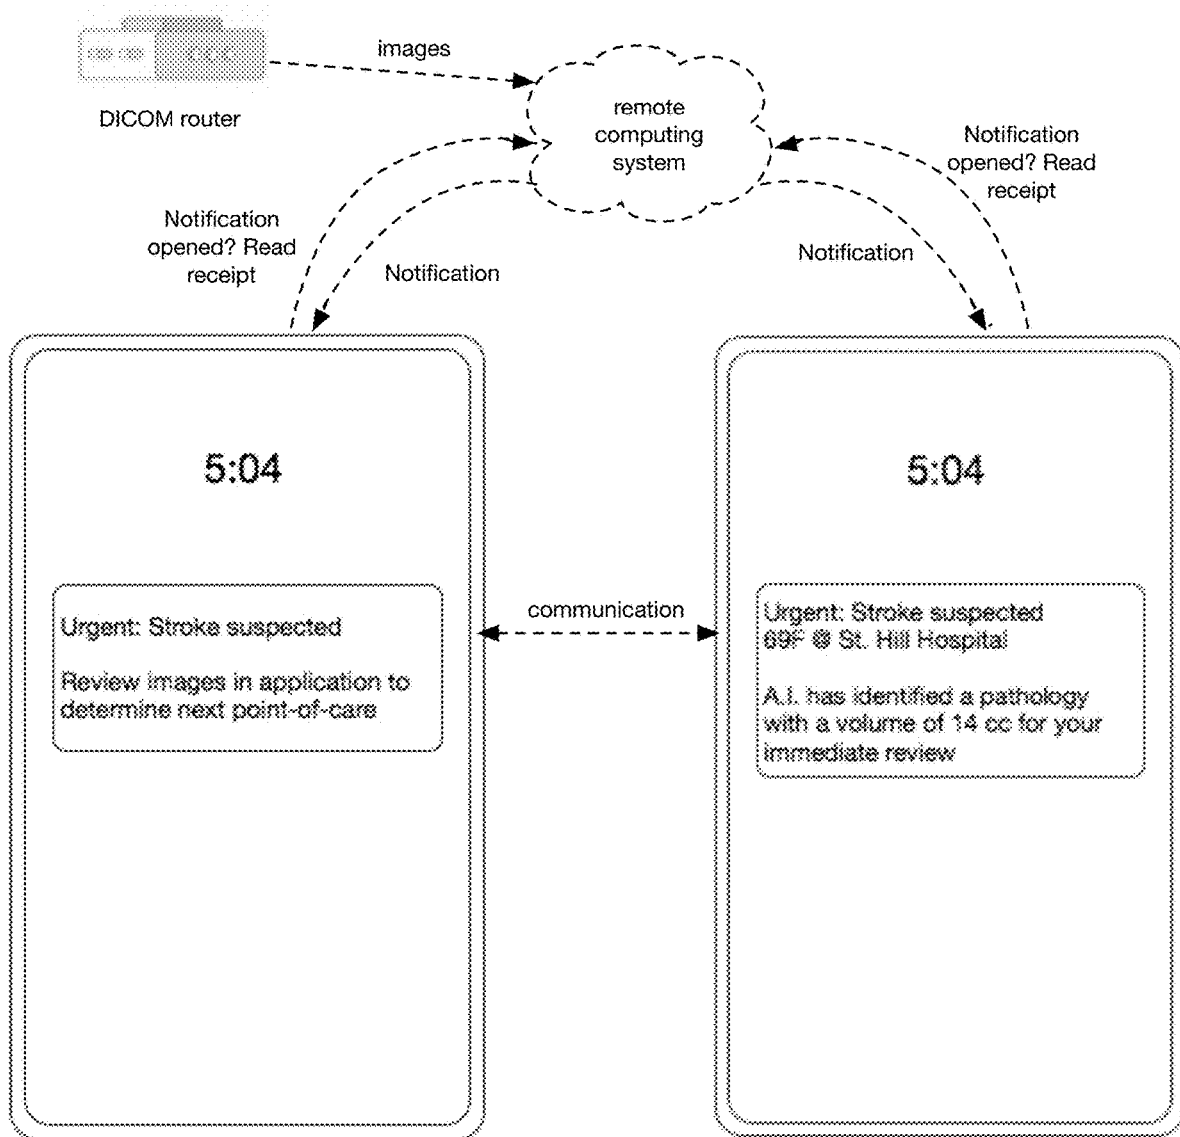 images
DICOM router
remote
computing
system
Notification
opened? Read
receipt
Notification
Notification
opened? Read
receipt
Notification
5:04
Urgent: Stroke suspected
Review images in application to
determine next point-of-care
communication
5:04
Urgent: Stroke suspected
69F @ St. Hill Hospital
A.I. has identified a pathology
with a volume of 14 cc for your
immediate review